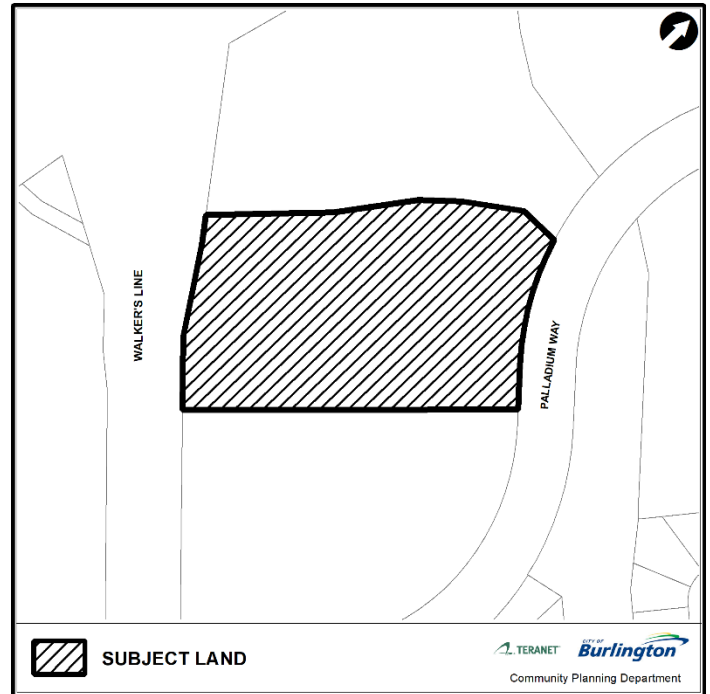 WALKER'S LINE
PALLADIUM WAY
SUBJECT LAND
TERANET
CITY OF
Burlington
Community Planning Department